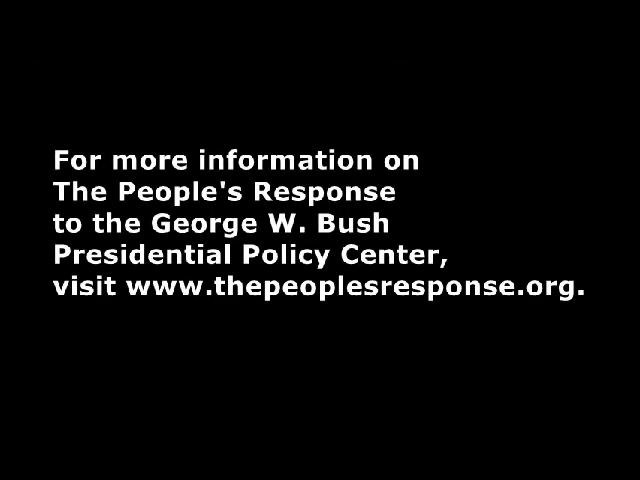 For more information on
The People's Response
to the George W. Bush
Presidential Policy Center,
visit www.thepeoplesresponse.org.